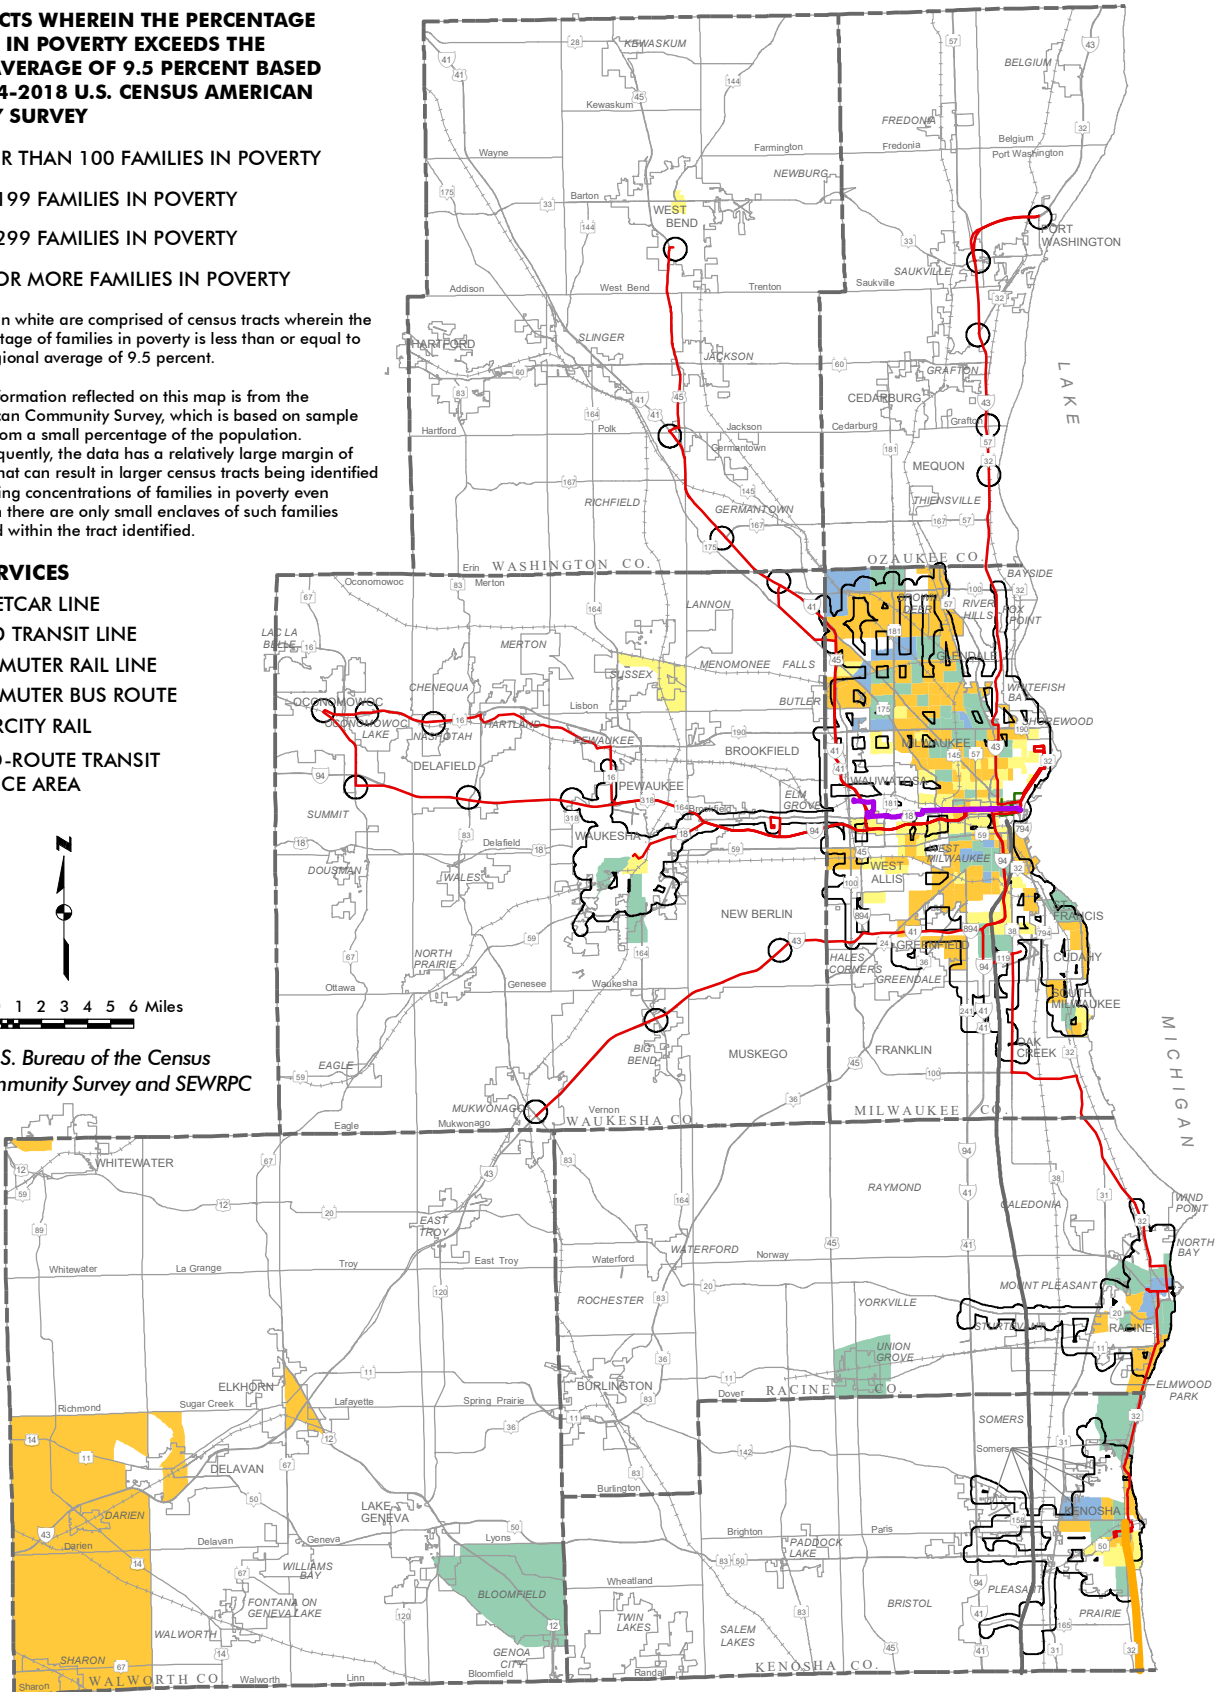 CTS WHEREIN THE PERCENTAGE
IN POVERTY EXCEEDS THE
AVERAGE OF 9.5 PERCENT BASED
4-2018 U.S. CENSUS AMERICAN
Y SURVEY
R THAN 100 FAMILIES IN POVERTY
199 FAMILIES IN POVERTY
299 FAMILIES IN POVERTY
OR MORE FAMILIES IN POVERTY
n white are comprised of census tracts wherein the
tage of families in poverty is less than or equal to
gional average of 9.5 percent.
formation reflected on this map is from the
can Community Survey, which is based on sample
om a small percentage of the population.
quently, the data has a relatively large margin of
hat can result in larger census tracts being identified
ing concentrations of families in poverty even
h there are only small enclaves of such families
d within the tract identified.
RVICES
ETCAR LINE
D TRANSIT LINE
MUTER RAIL LINE
MUTER BUS ROUTE
RCITY RAIL
D-ROUTE TRANSIT
ICE AREA
N
1 2 3 4 5 6 Miles
.S. Bureau of the Census
mmunity Survey and SEWRPC
KEWASKUM
Kewaskum
Wayne
Barton
WEST
BEND
Farmington
NEWBURG
Addison
West Bend
Trenton
HARTFORD
SLINGER
JACKSON
Hartford
Polk
Jackson
Germantown
RICHFIELD
GERMANTOWN
Erin
WASHINGTON CO.
BELGIUM
FREDONIA
Fredonia
Belgium
Port Washington
PORT
WASHINGTON
SAUKVILLE
Saukville
GRAFTON
CEDARBURG
Cedarburg
Grafton
MEQUON
THIENSVILLE
OZAUKEE CO.
LAKE
MICHIGAN
Oconomowoc
Merton
LAC LA
BELLE
MERTON
LANNON
CHENEQUA
SUSSEX
MENOMONEE FALLS
OCONOMOWOC
OCONOMOWOC
LAKE
NASHOTAH
HARTLAND
Lisbon
BUTLER
PEWAUKEE
BROOKFIELD
DELAFIELD
PEWAUKEE
SUMMIT
Brookfield
ELM
GROVE
WAUKESHA
Delafield
DOUSMAN
WALES
NEW BERLIN
NORTH
PRAIRIE
Ottawa
Genesee
Waukesha
EAGLE
BIG
BEND
MUSKEGO
MUKWONAGO
Eagle
Mukwonago
Vernon
WAUKESHA CO.
BAYSIDE
BROWN
DEER
RIVER
HILLS
FOX
POINT
GLENDALE
WHITEFISH
BAY
SHOREWOOD
MILWAUKEE
WAUWATOSA
WEST
MILWAUKEE
WEST
ALLIS
ST.
FRANCIS
GREENFIELD
CUDAHY
HALES
CORNERS
GREENDALE
SOUTH
MILWAUKEE
FRANKLIN
OAK
CREEK
MILWAUKEE CO.
WHITEWATER
EAST
TROY
Whitewater
La Grange
Troy
East Troy
ELKHORN
Richmond
Sugar Creek
Lafayette
Spring Prairie
DELAVAN
DARIEN
LAKE
GENEVA
Darien
Delavan
Geneva
Lyons
WILLIAMS
BAY
FONTANA ON
GENEVA LAKE
BLOOMFIELD
WALWORTH
SHARON
GENOA
CITY
Sharon
WALWORTH CO.
Walworth
Linn
Bloomfield
RAYMOND
CALEDONIA
WIND
POINT
NORTH
BAY
Waterford
WATERFORD
Norway
ROCHESTER
YORKVILLE
MOUNT PLEASANT
STURTEVANT
RACINE
UNION
GROVE
BURLINGTON
Dover
RACINE CO.
ELMWOOD
PARK
Burlington
SOMERS
Somers
KENOSHA
Brighton
Paris
PADDOCK
LAKE
Wheatland
TWIN
LAKES
SALEM
LAKES
BRISTOL
PLEASANT
PRAIRIE
Randall
KENOSHA CO.